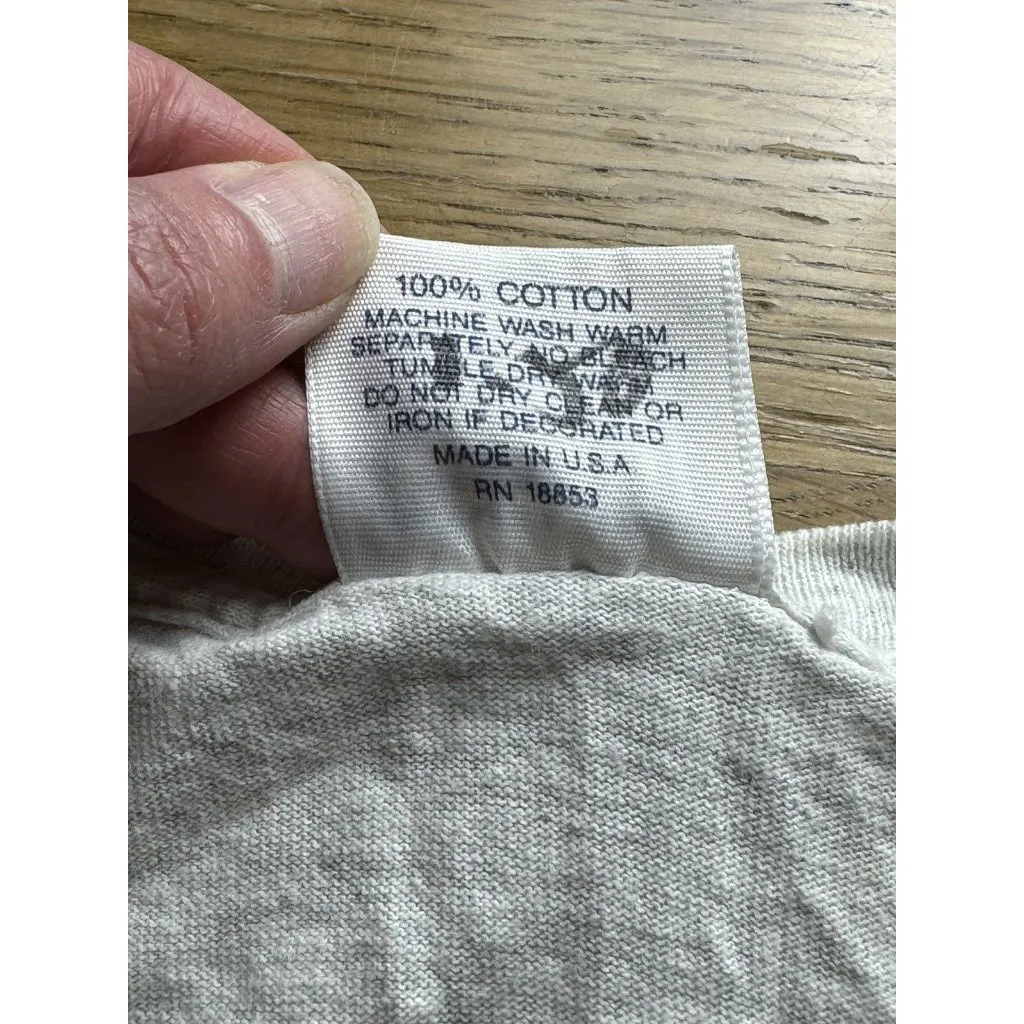 100% COTTON
MACHINE WASH WARM
SEPARATELY NO BLEACH
TUMBLE DRY WARM
DO NOT DRY CLEAN OR
IRON IF DECORATED
MADE IN U.S.A
RN 18853